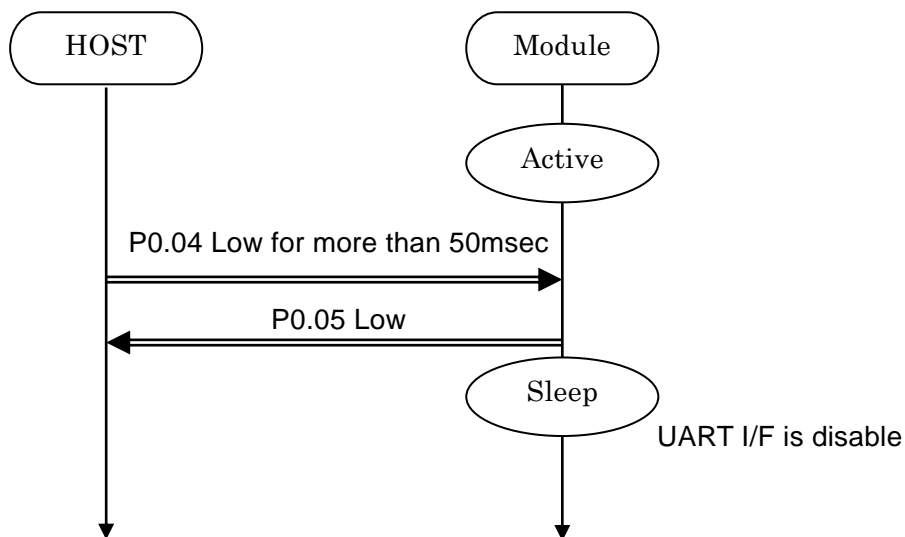 HOST
Module
Active
P0.04 Low for more than 50msec
P0.05 Low
Sleep
UART I/F is disable